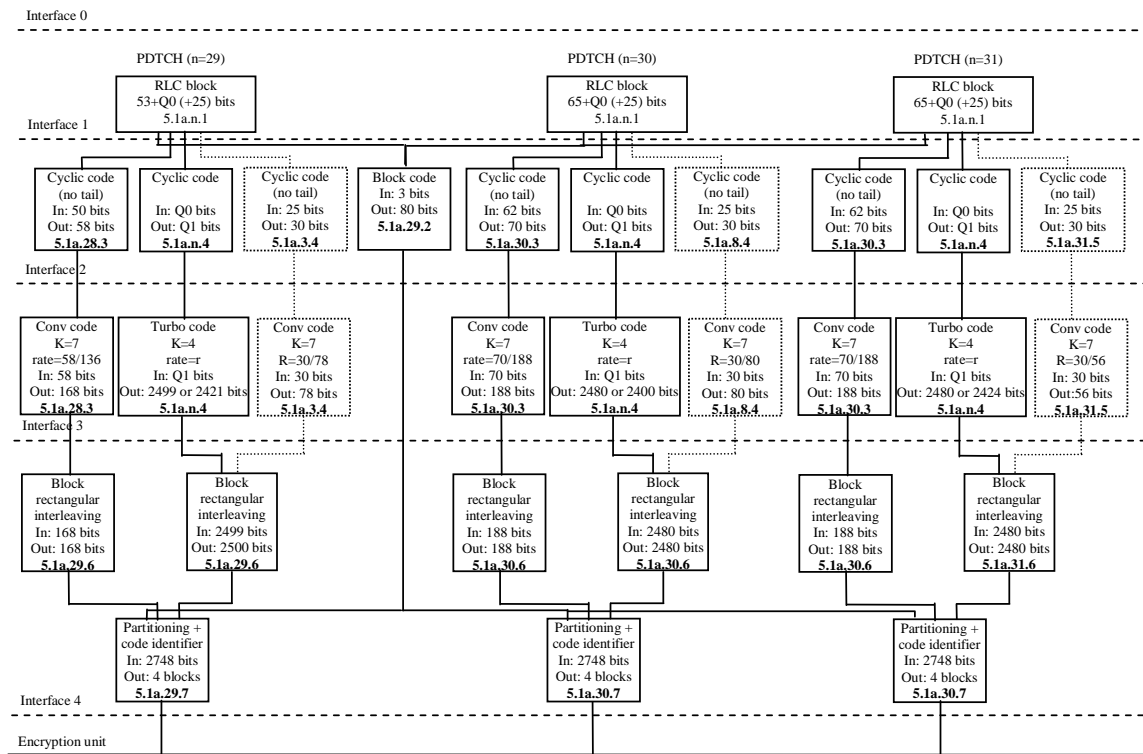 Interface 0
PDTCH (n=29)
PDTCH (n=30)
PDTCH (n=31)
RLC block
53+Q0 (+25) bits
5.1a.n.1
RLC block
65+Q0 (+25) bits
5.1a.n.1
RLC block
65+Q0 (+25) bits
5.1a.n.1
Interface 1
Cyclic code
(no tail)
In: 50 bits
Out: 58 bits
5.1a.28.3
Cyclic code
In: Q0 bits
Out: Q1 bits
5.1a.n.4
Cyclic code
(no tail)
In: 25 bits
Out: 30 bits
5.1a.3.4
Block code
In: 3 bits
Out: 80 bits
5.1a.29.2
Cyclic code
(no tail)
In: 62 bits
Out: 70 bits
5.1a.30.3
Cyclic code
In: Q0 bits
Out: Q1 bits
5.1a.n.4
Cyclic code
(no tail)
In: 25 bits
Out: 30 bits
5.1a.8.4
Cyclic code
(no tail)
In: 62 bits
Out: 70 bits
5.1a.30.3
Cyclic code
In: Q0 bits
Out: Q1 bits
5.1a.n.4
Cyclic code
(no tail)
In: 25 bits
Out: 30 bits
5.1a.31.5
Interface 2
Conv code
K=7
rate=58/136
In: 58 bits
Out: 168 bits
5.1a.28.3
Turbo code
K=4
rate=r
In: Q1 bits
Out: 2499 or 2421 bits
5.1a.n.4
Conv code
K=7
R=30/78
In: 30 bits
Out: 78 bits
5.1a.3.4
Conv code
K=7
rate=70/188
In: 70 bits
Out: 188 bits
5.1a.30.3
Turbo code
K=4
rate=r
In: Q1 bits
Out: 2480 or 2400 bits
5.1a.n.4
Conv code
K=7
R=30/80
In: 30 bits
Out: 80 bits
5.1a.8.4
Conv code
K=7
rate=70/188
In: 70 bits
Out: 188 bits
5.1a.30.3
Turbo code
K=4
rate=r
In: Q1 bits
Out: 2480 or 2424 bits
5.1a.n.4
Conv code
K=7
R=30/56
In: 30 bits
Out:56 bits
5.1a.31.5
Interface 3
Block
rectangular
interleaving
In: 168 bits
Out: 168 bits
5.1a.29.6
Block
rectangular
interleaving
In: 2499 bits
Out: 2500 bits
5.1a.29.6
Block
rectangular
interleaving
In: 188 bits
Out: 188 bits
5.1a.30.6
Block
rectangular
interleaving
In: 2480 bits
Out: 2480 bits
5.1a.30.6
Block
rectangular
interleaving
In: 188 bits
Out: 188 bits
5.1a.30.6
Block
rectangular
interleaving
In: 2480 bits
Out: 2480 bits
5.1a.31.6
Partitioning +
code identifier
In: 2748 bits
Out: 4 blocks
5.1a.29.7
Partitioning +
code identifier
In: 2748 bits
Out: 4 blocks
5.1a.30.7
Partitioning +
code identifier
In: 2748 bits
Out: 4 blocks
5.1a.30.7
Interface 4
Encryption unit